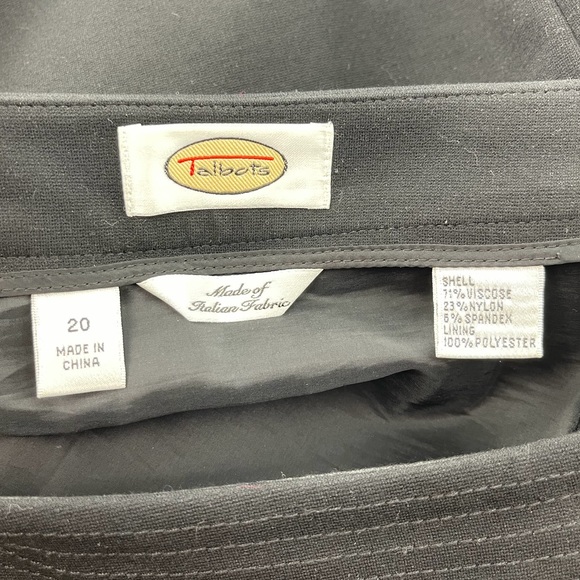 Talbots
Made of
Italian Fabric
20
MADE IN
CHINA
SHELL
71% VISCOSE
23% NYLON
6% SPANDEX
LINING
100% POLYESTER